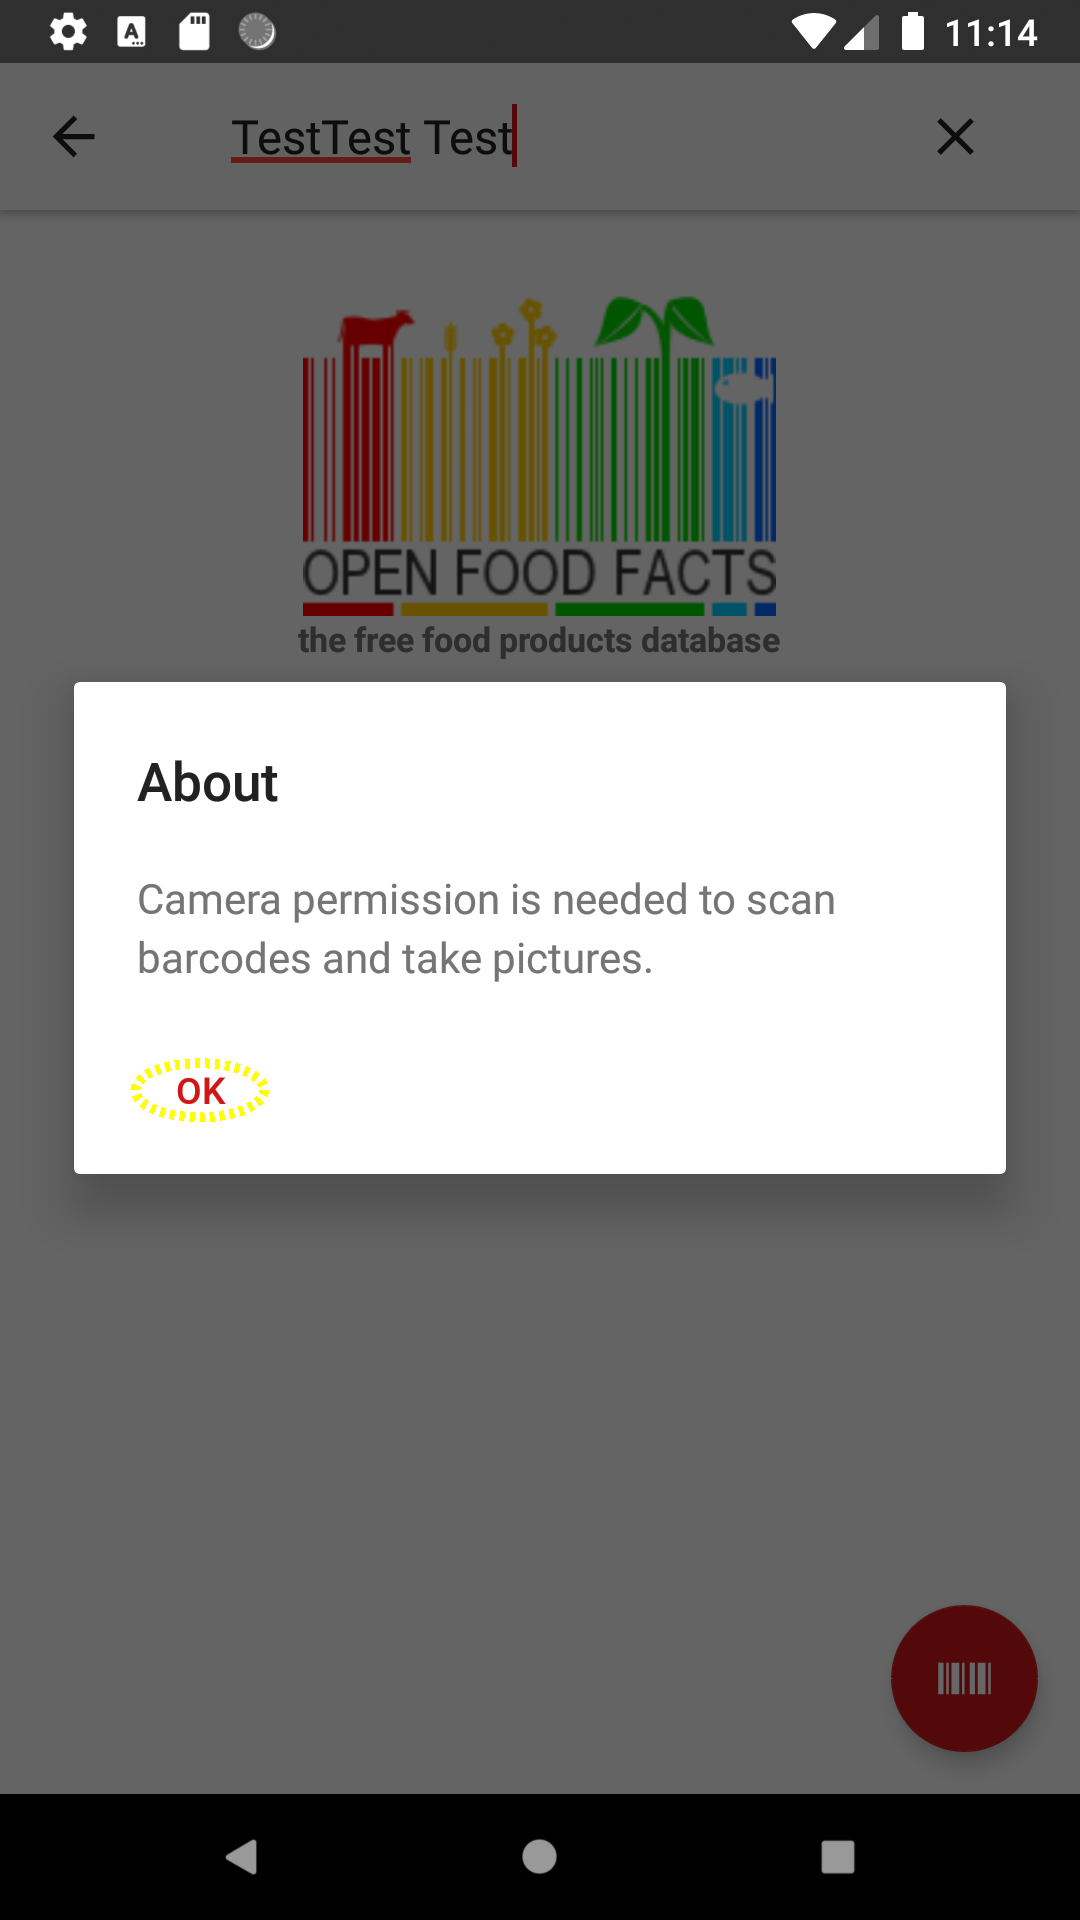 11:14
TestTest Test
OPEN FOOD FACTS
the free food products database
About
Camera permission is needed to scan
barcodes and take pictures.
OK